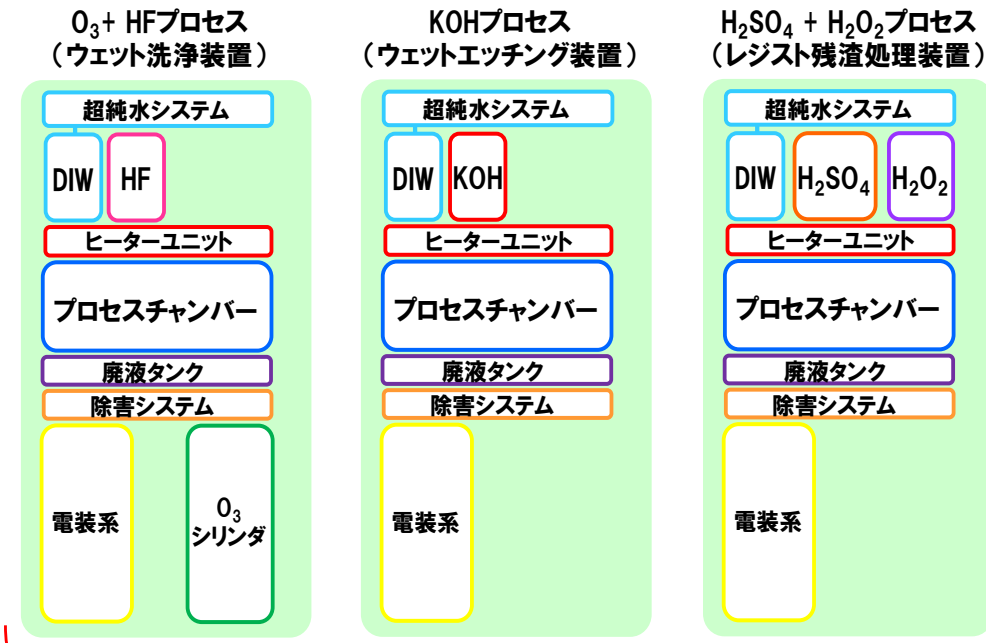 O₃+ HFプロセス
（ウェット洗浄装置）
超純水システム
DIW
HF
ヒーターユニット
プロセスチャンバー
廃液タンク
除害システム
電装系
O₃
シリンダ
KOHプロセス
（ウェットエッチング装置）
超純水システム
DIW
KOH
ヒーターユニット
プロセスチャンバー
廃液タンク
除害システム
電装系
H₂SO₄ + H₂O₂プロセス
（レジスト残渣処理装置）
超純水システム
DIW
H₂SO₄
H₂O₂
ヒーターユニット
プロセスチャンバー
廃液タンク
除害システム
電装系